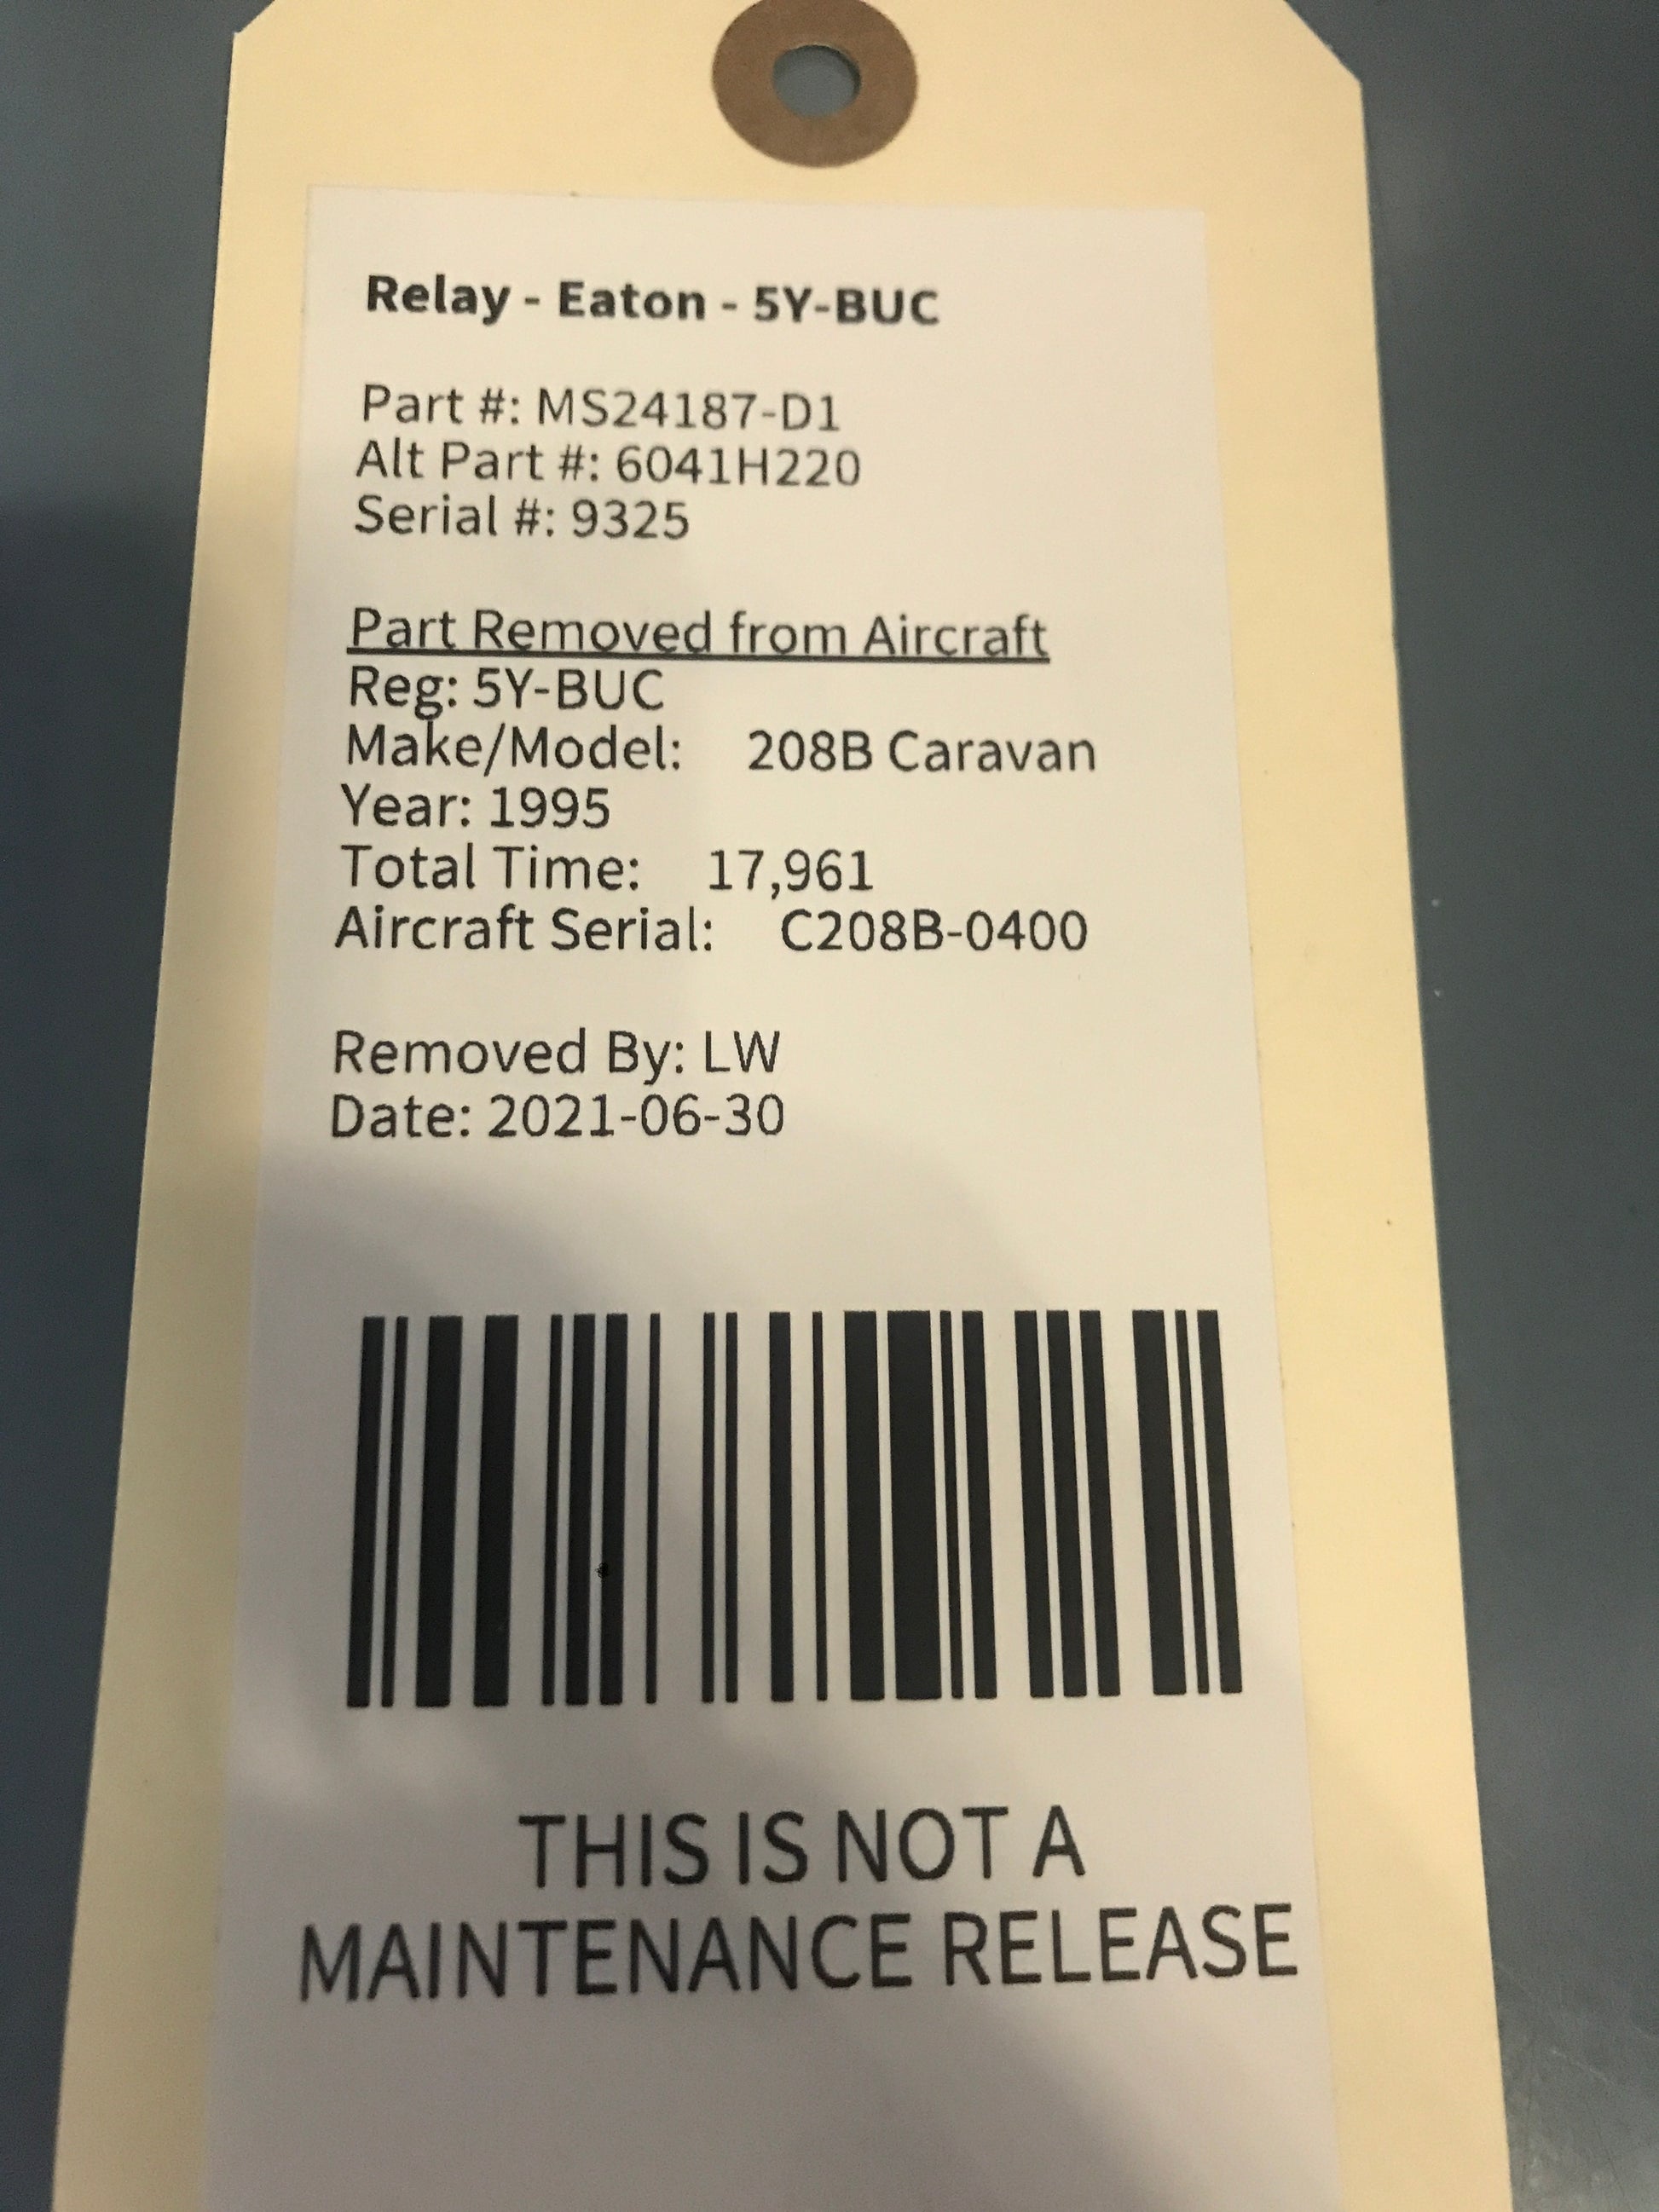 Relay - Eaton - 5Y-BUC
Part #: MS24187-D1
Alt Part #: 6041H220
Serial #: 9325
Part Removed from Aircraft
Reg: 5Y-BUC
Make/Model: 208B Caravan
Year: 1995
Total Time: 17,961
Aircraft Serial: C208B-0400
Removed By: LW
Date: 2021-06-30
THIS IS NOT A
MAINTENANCE RELEASE